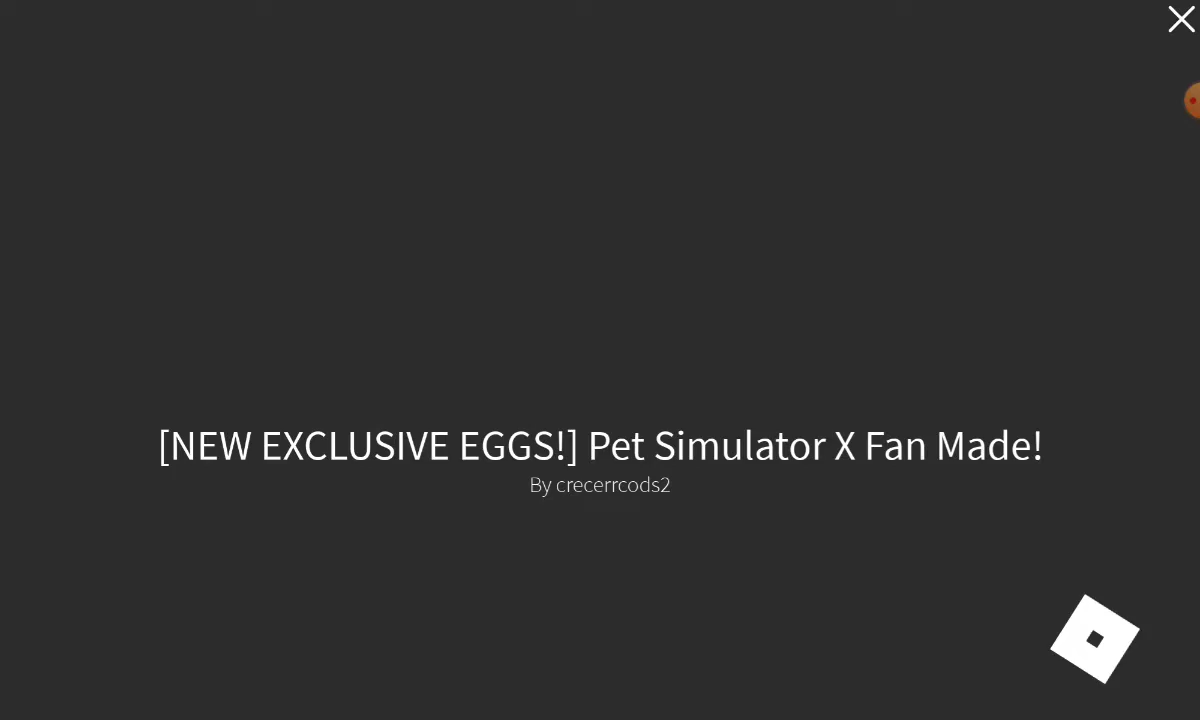 [NEW EXCLUSIVE EGGS!] Pet Simulator X Fan Made!
By crecerrcods2